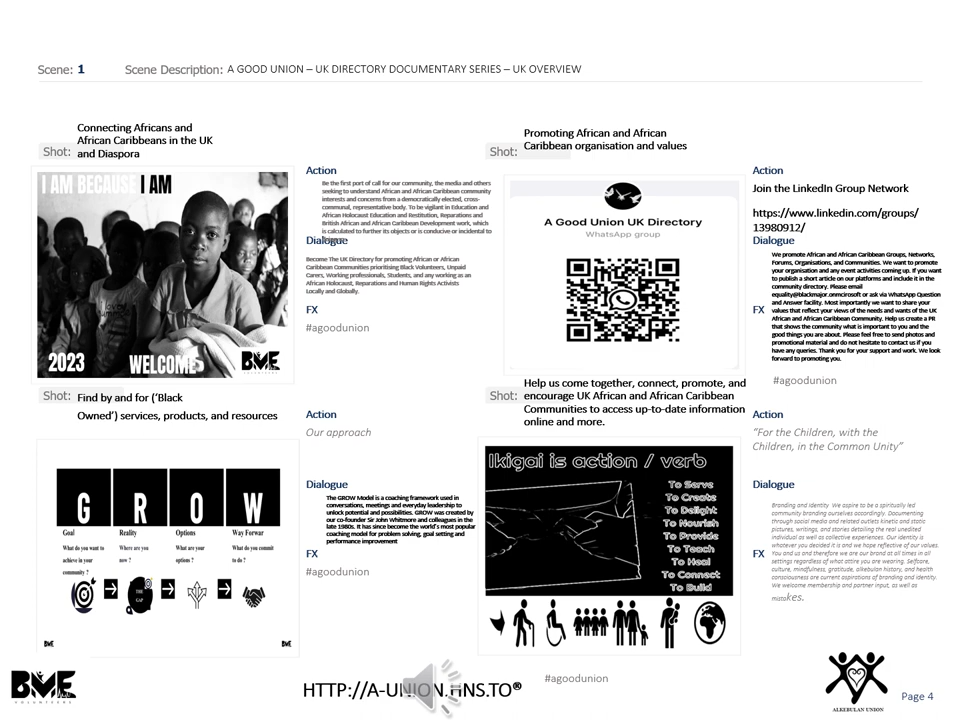 Scene: 1 Scene Description: A GOOD UNION – UK DIRECTORY DOCUMENTARY SERIES – UK OVERVIEW
Shot:
Connecting Africans and
African Caribbeans in the UK
and Diaspora
I AM BECAUSE I AM
2023 WELCOME
BME
Action
Be the first port of call for our community, the media and others
seeking to understand African and African Caribbean community
interests and concerns from a democratically elected, cross-
communal, representative body. To be vigilant in Education and
African Holocaust Education and Restitution, Reparations and
British African and African Caribbean Development work, which
is calculated to further its objects or is conducive or incidental to
Dialogue
Become The UK Directory for promoting African or African
Caribbean Communities prioritising Black Volunteers, Unpaid
Carers, Working professionals, Students, and any working as an
African Holocaust, Reparations and Human Rights Activists
Locally and Globally.
FX
#agoodunion
Shot:
Promoting African and African
Caribbean organisation and values
A Good Union UK Directory
WhatsApp group
Action
Join the LinkedIn Group Network
https://www.linkedin.com/groups/
13980912/
Dialogue
We promote African and African Caribbean Groups, Networks,
Forums, Organisations, and Communities. We want to promote
your organisation and any event activities coming up. If you want
to publish a short article on our platforms and include it in the
community directory. Please email
equality@blackmajor.onmcirosoft or ask via WhatsApp Question
and Answer facility. Most importantly we want to share your
values that reflect your views of the needs and wants of the UK
African and African Caribbean Community. Help us create a PR
that shows the community what is important to you and the
good things you are about. Please feel free to send photos and
promotional material and do not hesitate to contact us if you
have any queries. Thank you for your support and work. We look
forward to promoting you.
FX
#agoodunion
Shot:
Find by and for ('Black
Owned') services, products, and resources
G R O W
Goal Reality Options Way Forwar
What do you want to
achieve in your
community ?
Where are you
now ?
What are your
options ?
What do you commit
to do ?
THE
GAP
BME BME
Action
Our approach
Dialogue
The GROW Model is a coaching framework used in
conversations, meetings and everyday leadership to
unlock potential and possibilities. GROW was created by
our co-founder Sir John Whitmore and colleagues in the
late 1980s. It has since become the world's most popular
coaching model for problem solving, goal setting and
performance improvement
FX
#agoodunion
Shot:
Help us come together, connect, promote, and
encourage UK African and African Caribbean
Communities to access up-to-date information
online and more.
Ikigai is action / verb
To Serve
To Create
To Delight
To Nourish
To Provide
To Teach
To Heal
To Connect
To Build
Action
“For the Children, with the
Children, in the Common Unity”
Dialogue
Branding and identity We aspire to be a spiritually led
community branding ourselves accordingly. Documenting
through social media and related outlets kinetic and static
pictures, writings, and stories detailing the real unedited
individual as well as collective experiences. Our identity is
whatever you decided it is and we hope reflective of our values.
You and us and therefore we are our brand at all times in all
settings regardless of what attire you are wearing. Selfcare,
culture, mindfulness, gratitude, alkebulan history, and health
consciousness are current aspirations of branding and identity.
We welcome membership and partner input, as well as
mistakes.
FX
#agoodunion
BME
VOLUNTEERS
HTTP://A-UNION.HNS.TO®
ALKEBULAN UNION
Page 4